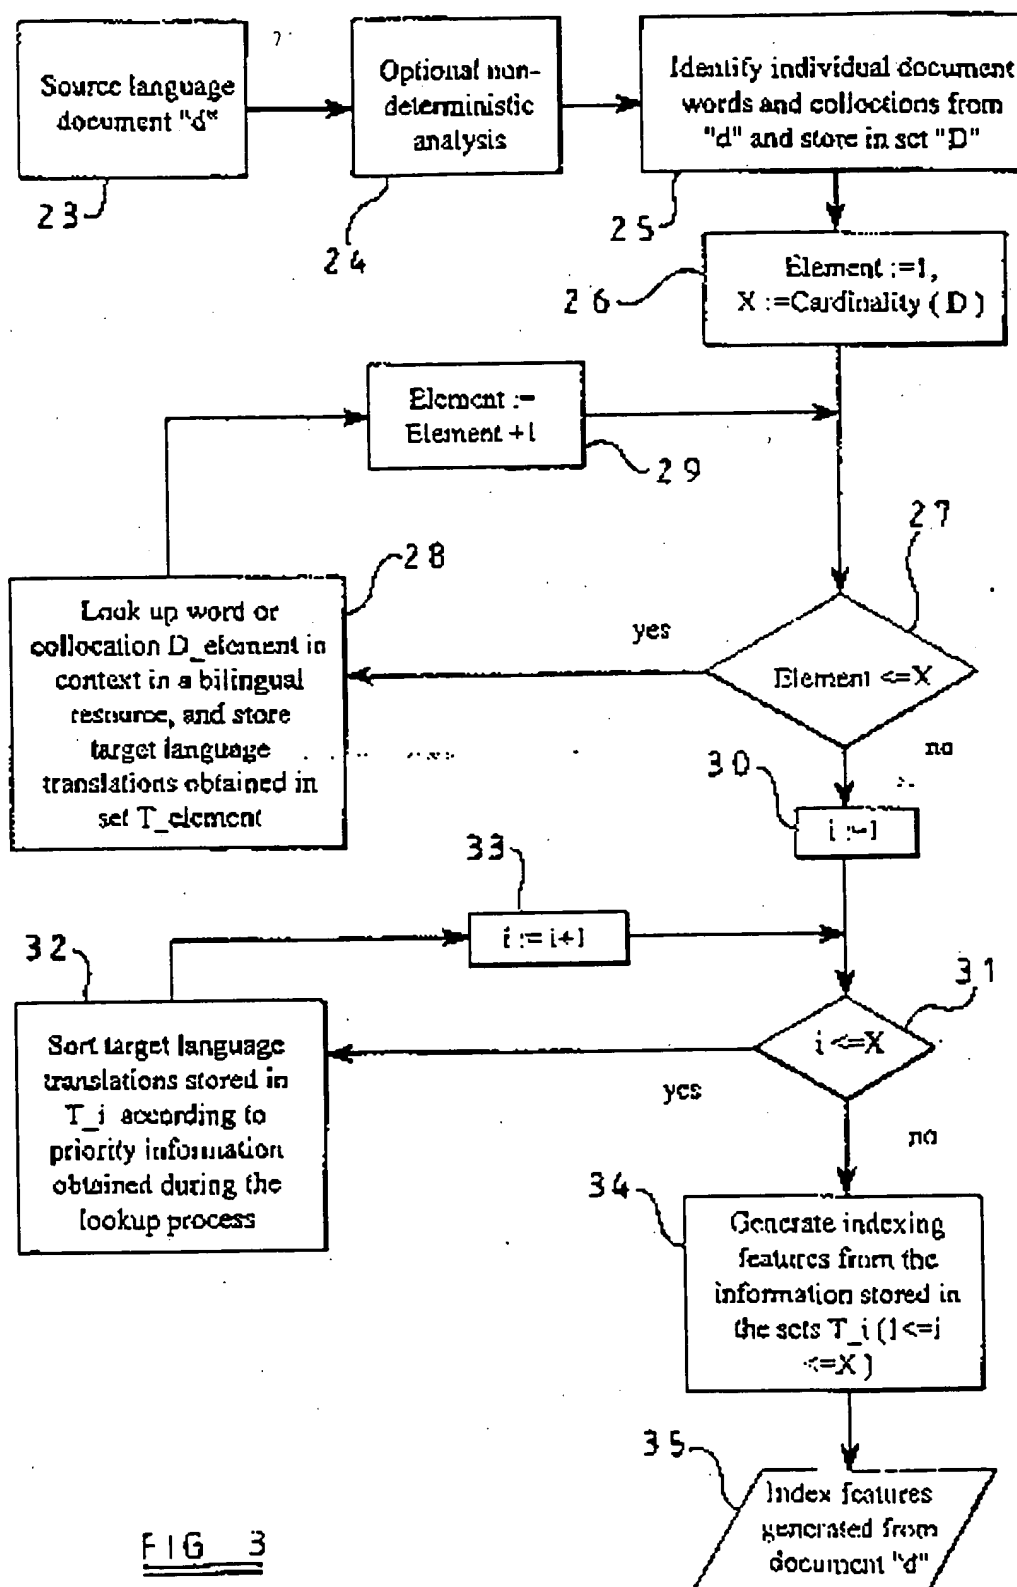 Source language
document "d"
23
Optional non-
deterministic
analysis
24
Identify individual document
words and collections from
"d" and store in set "D"
25
Element :=1,
X :=Cardinality ( D )
26
Element :=
Element +1
29
27
Element <=X
yes
no
28
Look up word or
collocation D_element in
context in a bilingual
resource, and store
target language
translations obtained in
set T_element
30
i :=1
33
i := i+1
31
i <=X
yes
no
32
Sort target language
translations stored in
T_i according to
priority information
obtained during the
lookup process
34
Generate indexing
features from the
information stored in
the sets T_i (1<=i
<=X )
35
Index features
generated from
document "d"
FIG 3